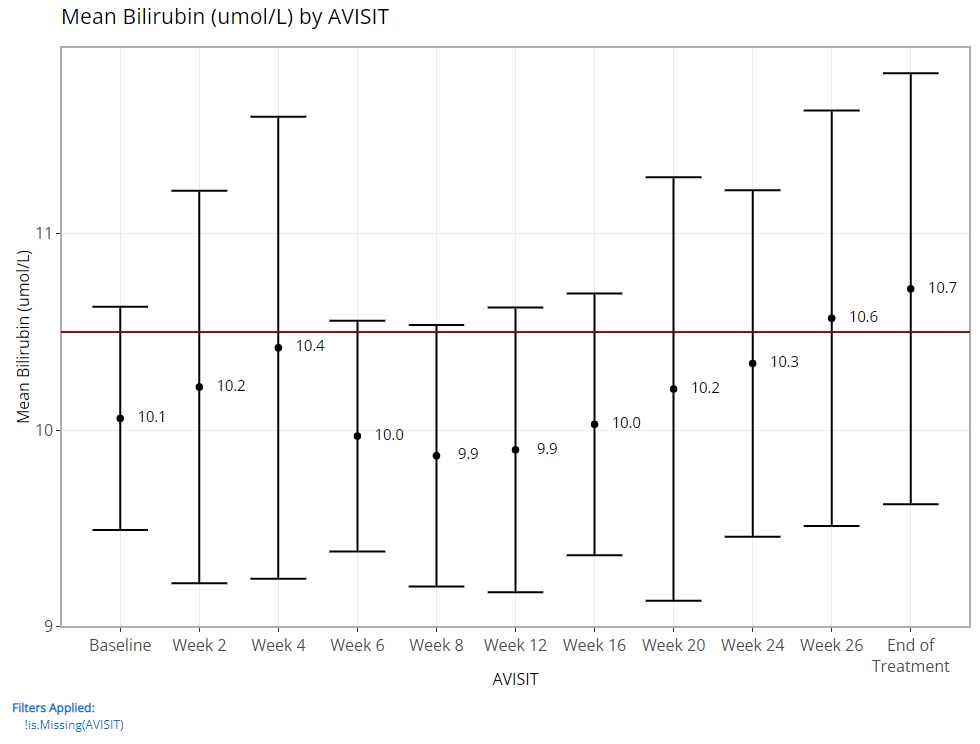 Mean Bilirubin (umol/L) by AVISIT
Mean Bilirubin (umol/L)
11
10
9
10.1
10.2
10.4
10.0
9.9
9.9
10.0
10.2
10.3
10.6
10.7
Baseline
Week 2
Week 4
Week 6
Week 8
Week 12
Week 16
Week 20
Week 24
Week 26
End of
Treatment
AVISIT
Filters Applied:
!is.Missing(AVISIT)